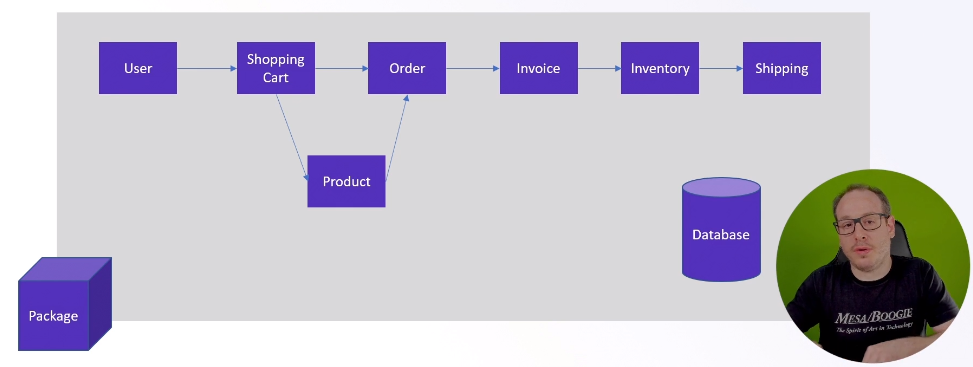 User
Shopping
Cart
Order
Invoice
Inventory
Shipping
Product
Database
Package
MESA/BOOGIE
The Spirit of Art in Technology